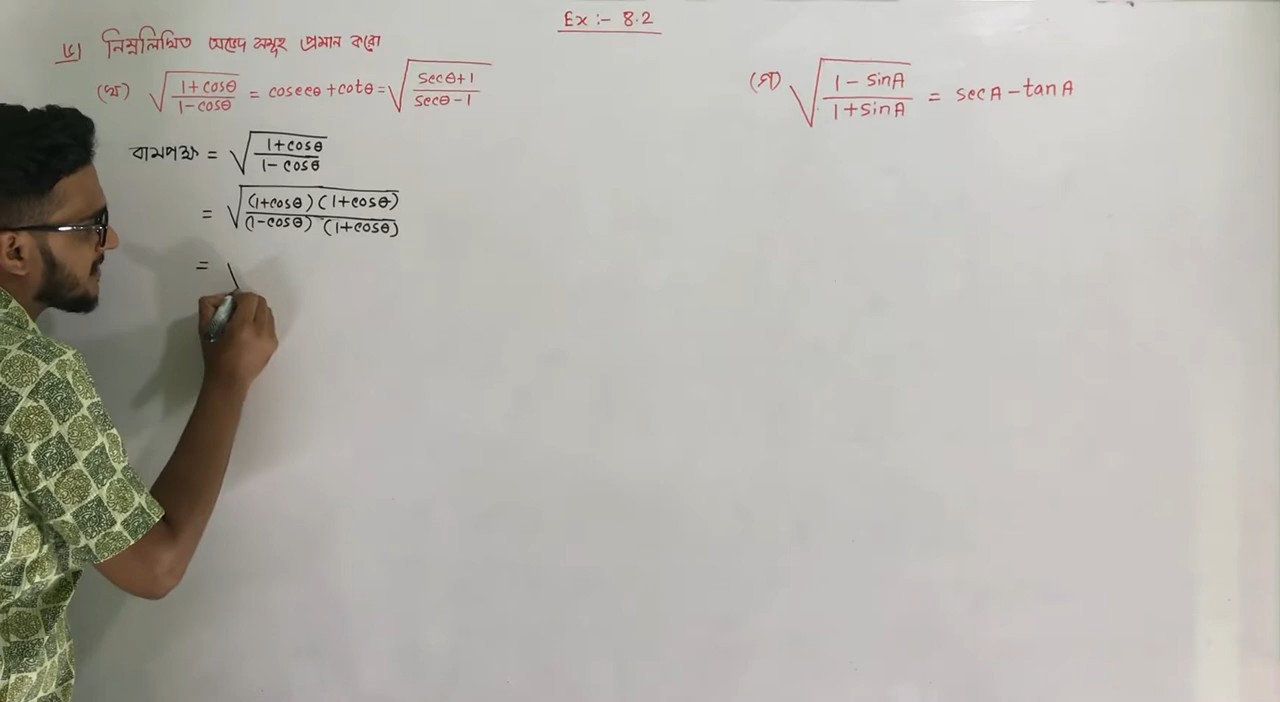 Ex :- 8.2
৬। নিম্নলিখিত অভেদ সমূহ প্রমান করো
(খ) √((1+cosθ)/(1-cosθ)) = cosecθ + cotθ = √((secθ+1)/(secθ-1))
(গ) √((1-sinA)/(1+sinA)) = secA - tanA
বামপক্ষ = √((1+cosθ)/(1-cosθ))
= √((1+cosθ)(1+cosθ)/(1-cosθ)(1+cosθ))
=